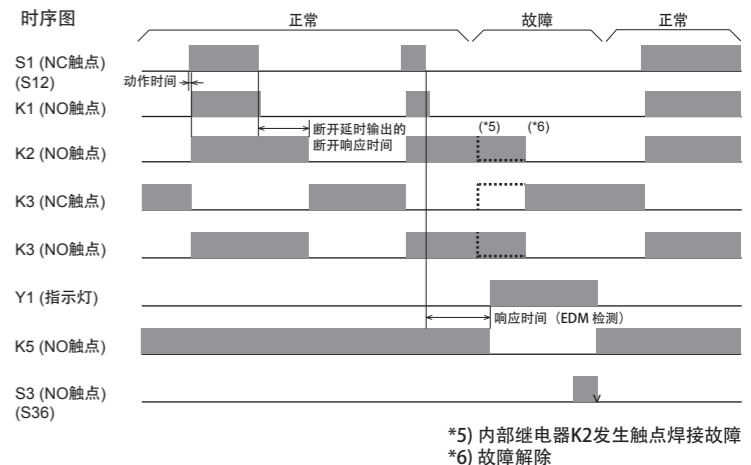 时序图
正常
故障
正常
S1 (NC触点)
(S12)
动作时间
K1 (NO触点)
断开延时输出的
断开响应时间
(*5)
(*6)
K2 (NO触点)
K3 (NC触点)
K3 (NO触点)
Y1 (指示灯)
响应时间（EDM 检测）
K5 (NO触点)
S3 (NO触点)
(S36)
*5) 内部继电器K2发生触点焊接故障
*6) 故障解除